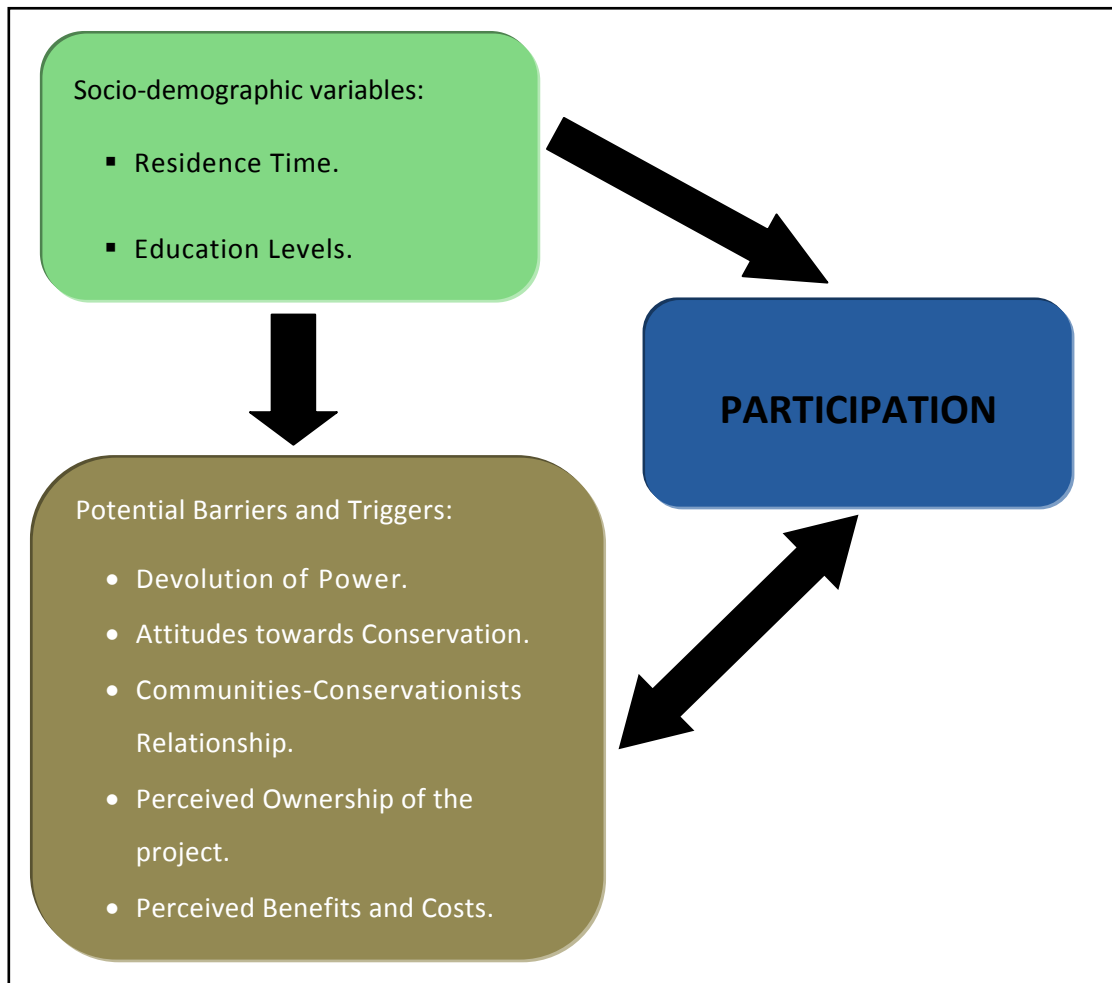 Socio-demographic variables:
▪ Residence Time.
▪ Education Levels.
PARTICIPATION
Potential Barriers and Triggers:
• Devolution of Power.
• Attitudes towards Conservation.
• Communities-Conservationists
Relationship.
• Perceived Ownership of the
project.
• Perceived Benefits and Costs.